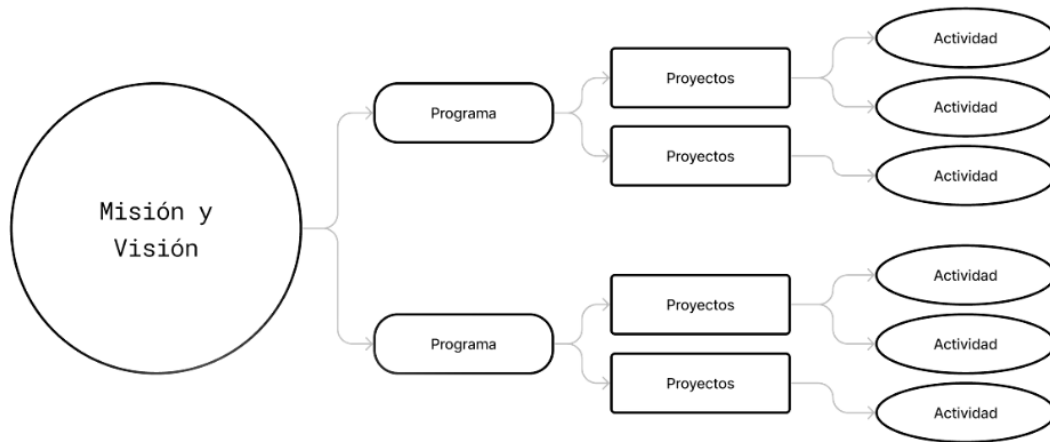 Misión y
Visión
Programa
Proyectos
Actividad
Actividad
Proyectos
Actividad
Programa
Proyectos
Actividad
Actividad
Proyectos
Actividad